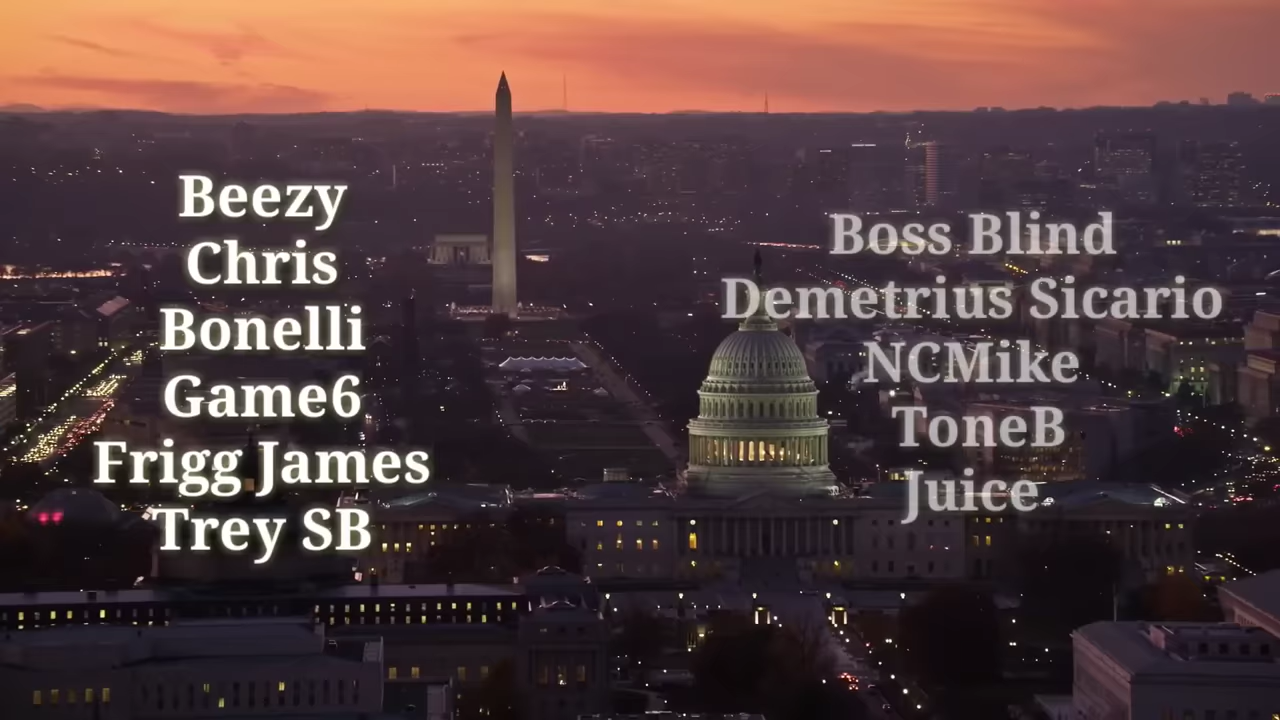 Beezy
Chris
Bonelli
Game6
Frigg James
Trey SB
Boss Blind
Demetrius Sicario
NCMike
ToneB
Juice